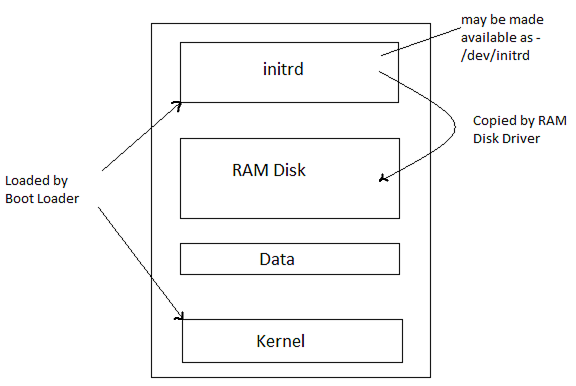 may be made
available as -
/dev/initrd
initrd
Copied by RAM
Disk Driver
RAM Disk
Loaded by
Boot Loader
Data
Kernel